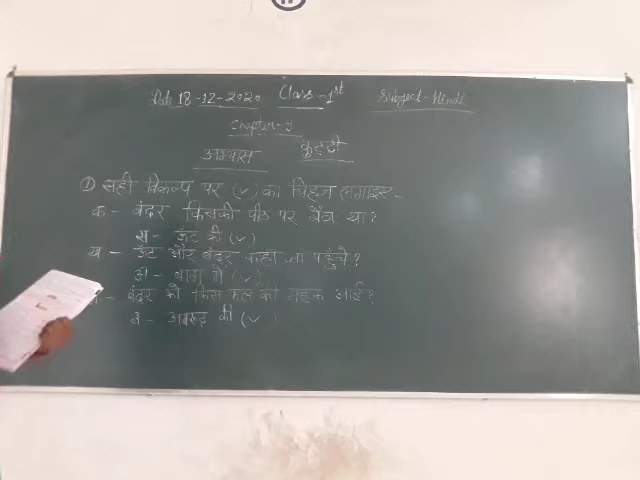 Date 18-12-2020 Class - 1st Subject - Hindi
Chapter-3
अभ्यास कुट्टी
① सही विकल्प पर (✓) का चिह्न लगाइए -
क - बंदर किसकी पीठ पर बैठा था?
स - ऊँट की (✓)
ख - ऊँट और बंदर कहाँ जा पहुँचे?
अ - बाग में (✓)
बंदर को किस फल की महक आई?
ब - अमरूद की (✓)